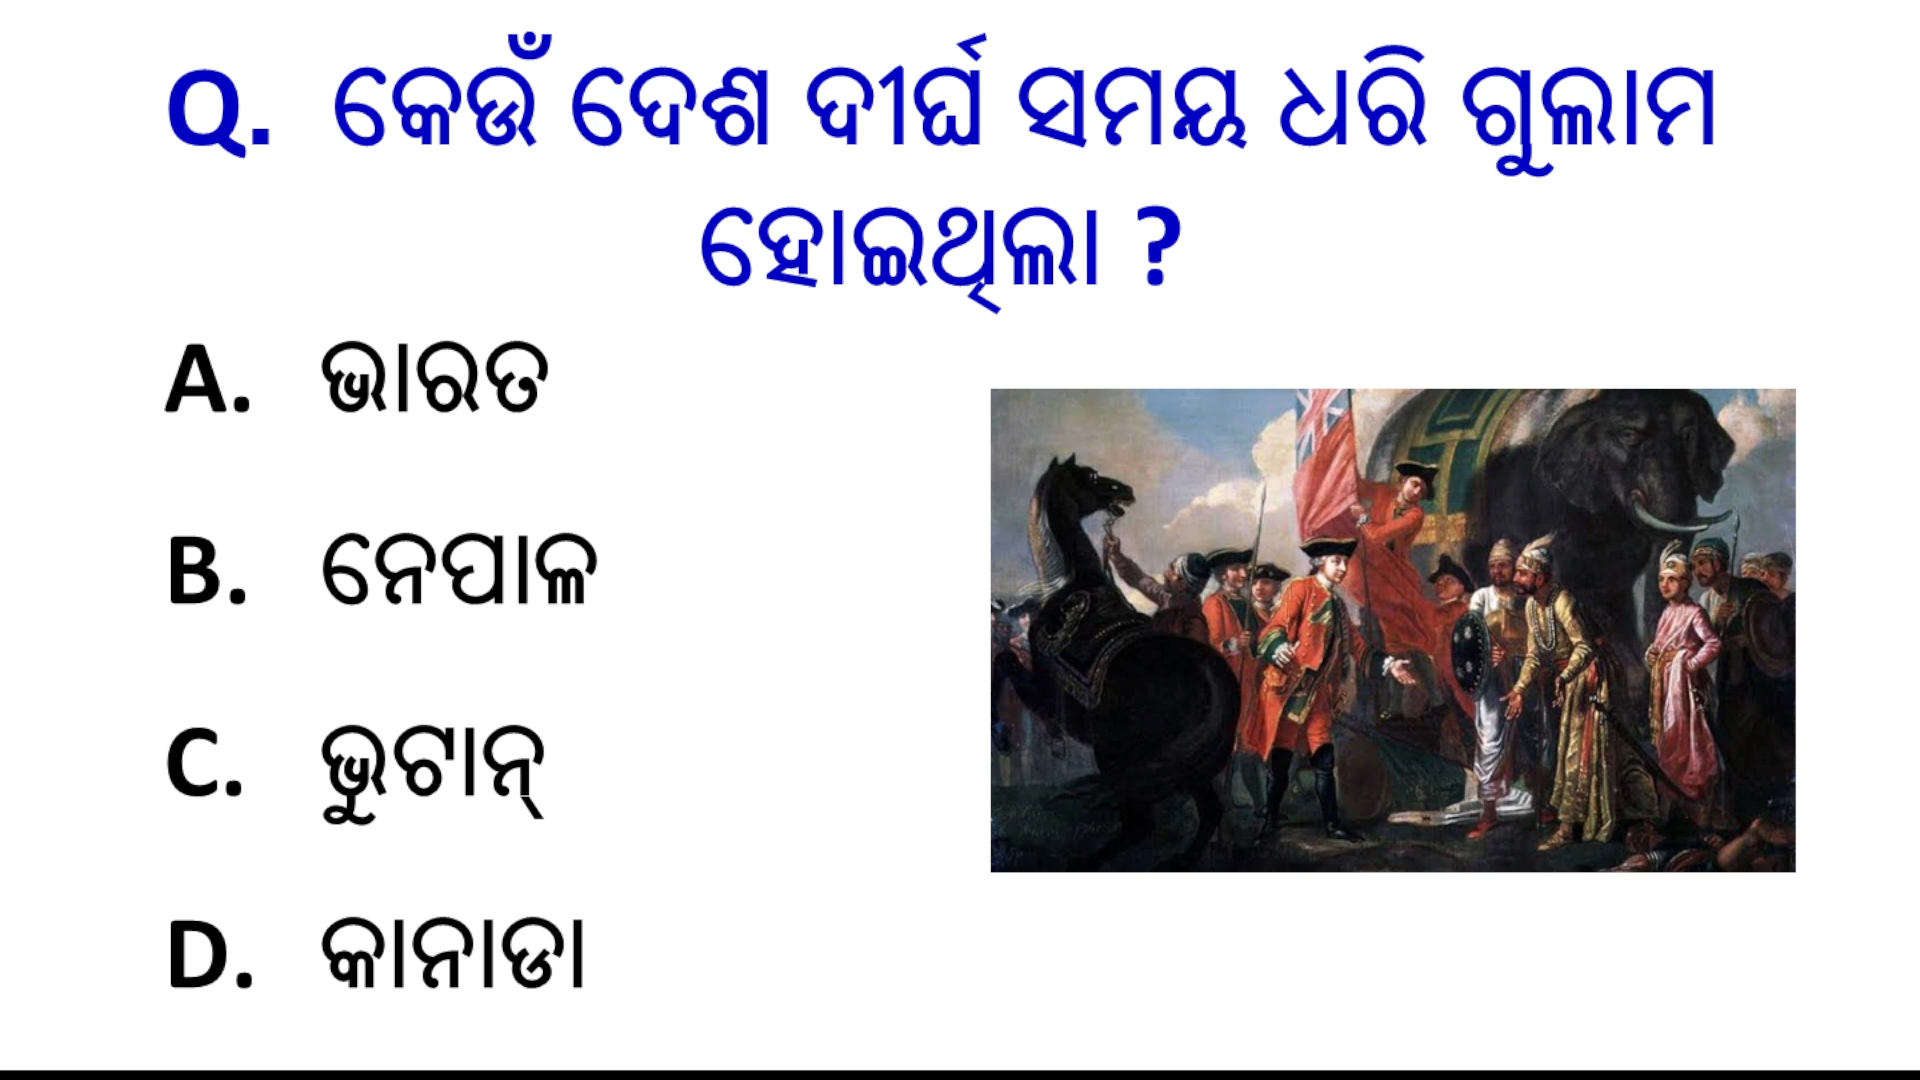 Q. କେଉଁ ଦେଶ ଦୀର୍ଘ ସମୟ ଧରି ଗୁଲାମ
ହୋଇଥିଲା ?
A. ଭାରତ
B. ନେପାଳ
C. ଭୁଟାନ୍
D. କାନାଡା